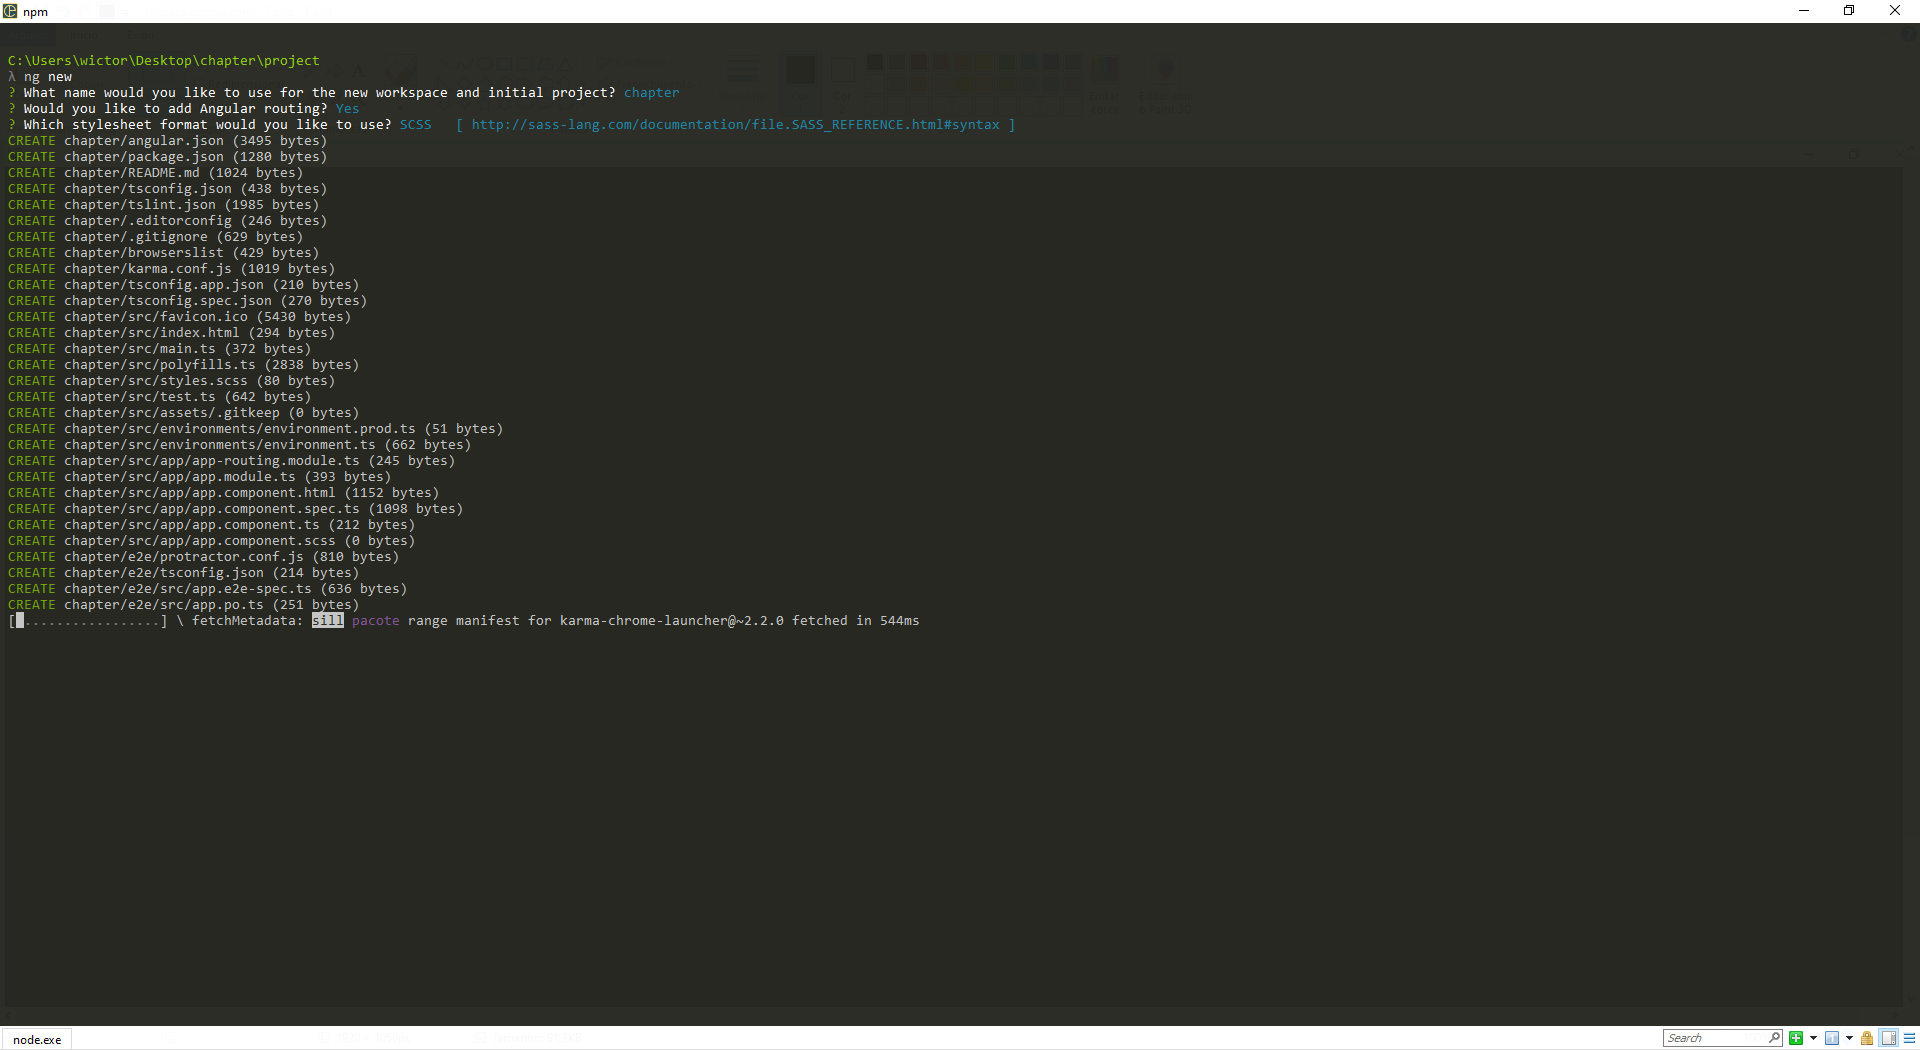 npm
C:\Users\wictor\Desktop\chapter\project
λ ng new
? What name would you like to use for the new workspace and initial project? chapter
? Would you like to add Angular routing? Yes
? Which stylesheet format would you like to use? SCSS   [ http://sass-lang.com/documentation/file.SASS_REFERENCE.html#syntax ]
CREATE chapter/angular.json (3495 bytes)
CREATE chapter/package.json (1280 bytes)
CREATE chapter/README.md (1024 bytes)
CREATE chapter/tsconfig.json (438 bytes)
CREATE chapter/tslint.json (1985 bytes)
CREATE chapter/.editorconfig (246 bytes)
CREATE chapter/.gitignore (629 bytes)
CREATE chapter/browserslist (429 bytes)
CREATE chapter/karma.conf.js (1019 bytes)
CREATE chapter/tsconfig.app.json (210 bytes)
CREATE chapter/tsconfig.spec.json (270 bytes)
CREATE chapter/src/favicon.ico (5430 bytes)
CREATE chapter/src/index.html (294 bytes)
CREATE chapter/src/main.ts (372 bytes)
CREATE chapter/src/polyfills.ts (2838 bytes)
CREATE chapter/src/styles.scss (80 bytes)
CREATE chapter/src/test.ts (642 bytes)
CREATE chapter/src/assets/.gitkeep (0 bytes)
CREATE chapter/src/environments/environment.prod.ts (51 bytes)
CREATE chapter/src/environments/environment.ts (662 bytes)
CREATE chapter/src/app/app-routing.module.ts (245 bytes)
CREATE chapter/src/app/app.module.ts (393 bytes)
CREATE chapter/src/app/app.component.html (1152 bytes)
CREATE chapter/src/app/app.component.spec.ts (1098 bytes)
CREATE chapter/src/app/app.component.ts (212 bytes)
CREATE chapter/src/app/app.component.scss (0 bytes)
CREATE chapter/e2e/protractor.conf.js (810 bytes)
CREATE chapter/e2e/tsconfig.json (214 bytes)
CREATE chapter/e2e/src/app.e2e-spec.ts (636 bytes)
CREATE chapter/e2e/src/app.po.ts (251 bytes)
[ .................] \ fetchMetadata: sill pacote range manifest for karma-chrome-launcher@~2.2.0 fetched in 544ms
node.exe
Search